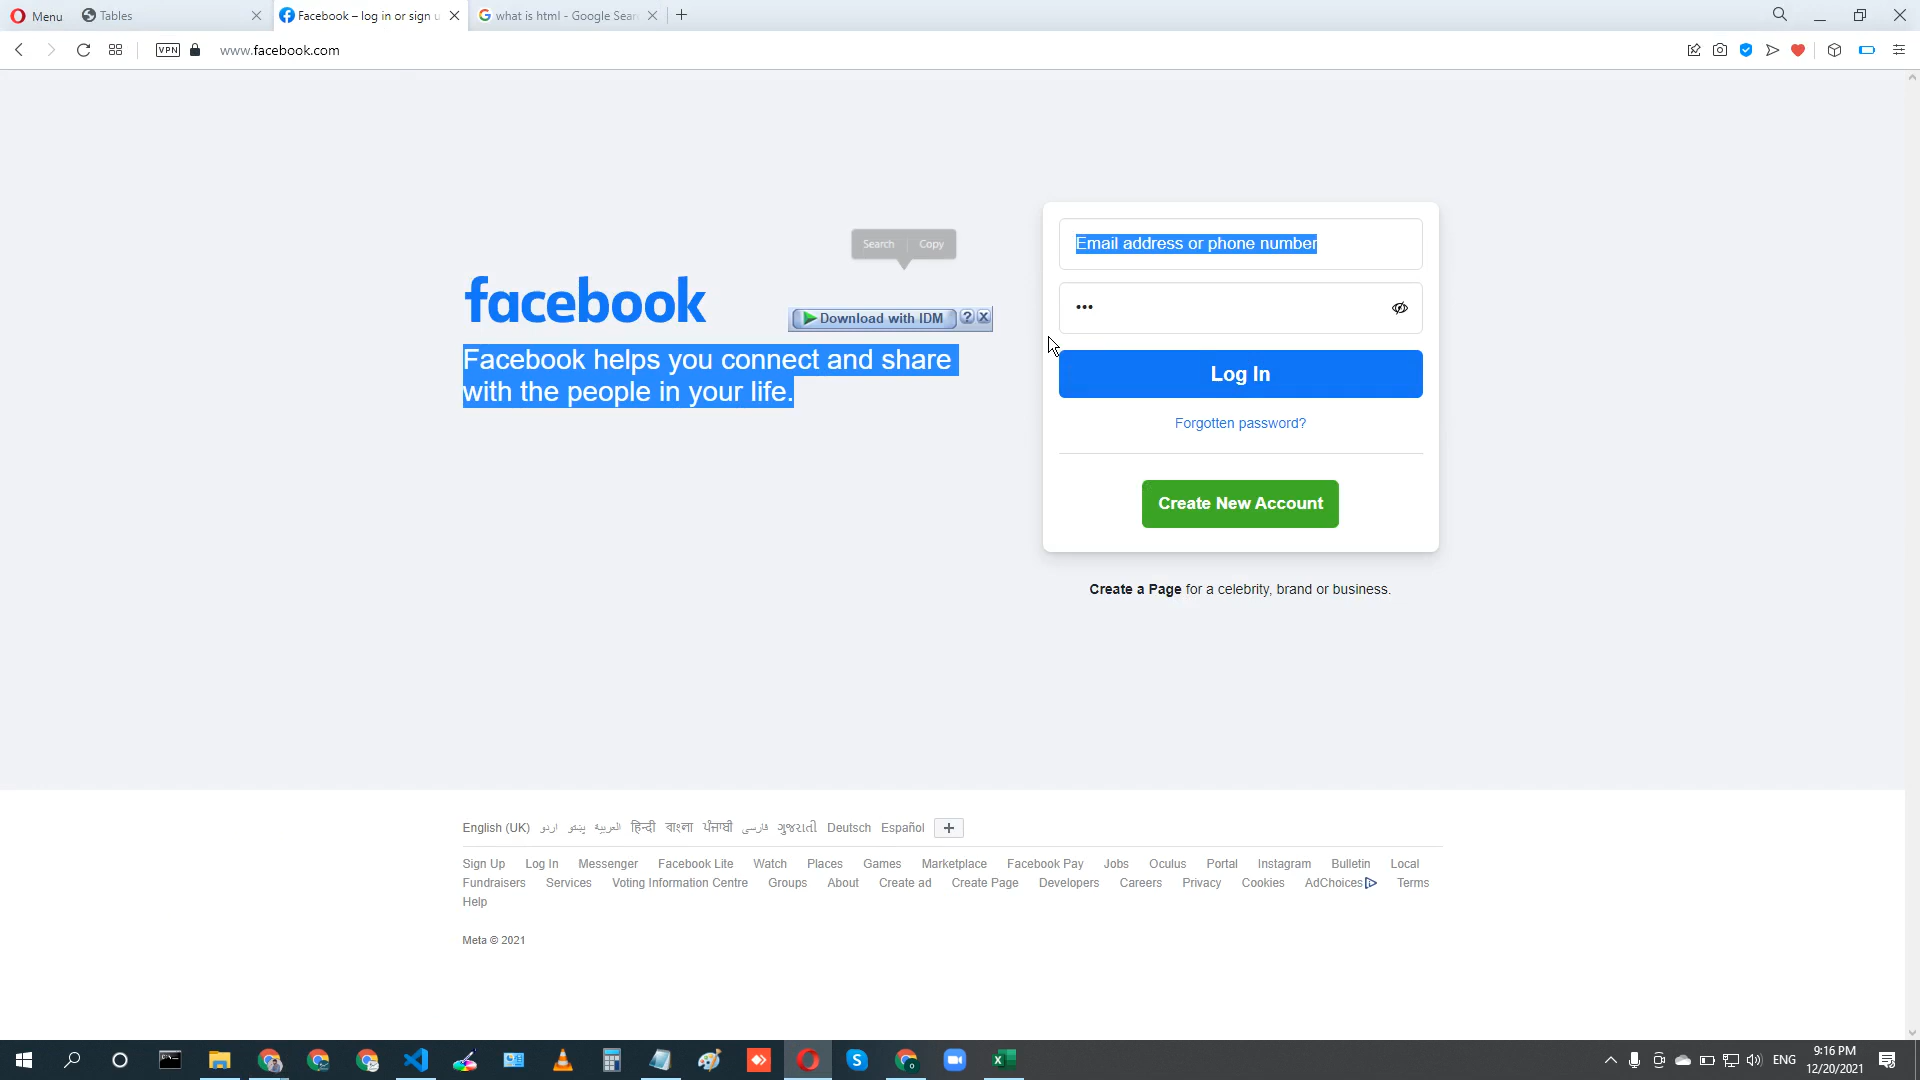 Menu
Tables
Facebook – log in or sign u
what is html - Google Sear
VPN
www.facebook.com
Search
Copy
facebook
Download with IDM
?
Facebook helps you connect and share
with the people in your life.
Email address or phone number
•••
Log In
Forgotten password?
Create New Account
Create a Page for a celebrity, brand or business.
English (UK) اردو پښتو العربية हिन्दी বাংলা ਪੰਜਾਬੀ فارسی ગુજરાતી Deutsch Español +
Sign Up Log In Messenger Facebook Lite Watch Places Games Marketplace Facebook Pay Jobs Oculus Portal Instagram Bulletin Local
Fundraisers Services Voting Information Centre Groups About Create ad Create Page Developers Careers Privacy Cookies AdChoices Terms
Help
Meta © 2021
ENG
9:16 PM
12/20/2021